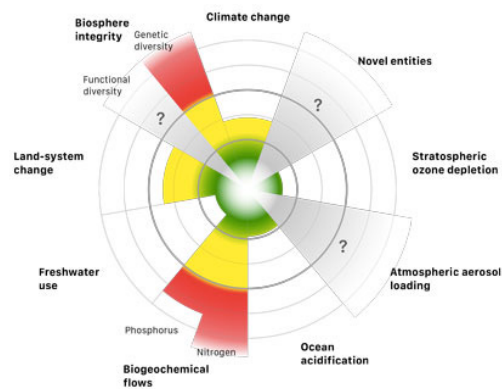 Climate change
Biosphere
integrity
Genetic
diversity
Functional
diversity
?
?
Novel entities
Land-system
change
Stratospheric
ozone depletion
?
Freshwater
use
Atmospheric aerosol
loading
Phosphorus
Nitrogen
Ocean
acidification
Biogeochemical
flows